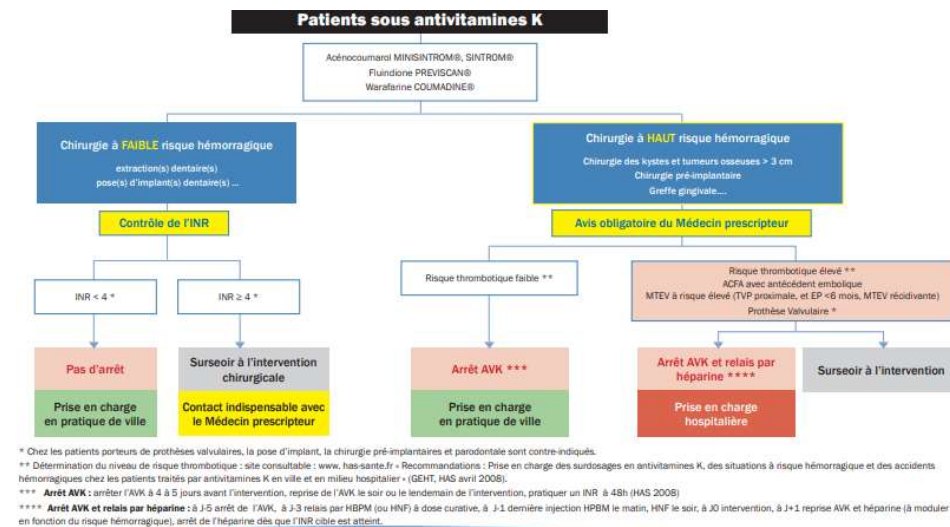 Patients sous antivitamines K
Acénocoumarol MINISINTROM®, SINTROM®
Fluindione PREVISCAN®
Warafarine COUMADINE®
Chirurgie à FAIBLE risque hémorragique
extraction(s) dentaire(s)
pose(s) d'implant(s) dentaire(s) ...
Chirurgie à HAUT risque hémorragique
Chirurgie des kystes et tumeurs osseuses > 3 cm
Chirurgie pré-implantaire
Greffe gingivale....
Contrôle de l'INR
Avis obligatoire du Médecin prescripteur
INR < 4 *
INR ≥ 4 *
Risque thrombotique faible **
Risque thrombotique élevé **
ACFA avec antécédent embolique
MTEV à risque élevé (TVP proximale, et EP <6 mois, MTEV récidivante)
Prothèse Valvulaire *
Pas d'arrêt
Prise en charge
en pratique de ville
Surseoir à l'intervention
chirurgicale
Contact indispensable avec
le Médecin prescripteur
Arrêt AVK ***
Prise en charge
en pratique de ville
Arrêt AVK et relais par
héparine ****
Prise en charge
hospitalière
Surseoir à l'intervention
* Chez les patients porteurs de prothèses valvulaires, la pose d'implant, la chirurgie pré-implantaires et parodontale sont contre-indiqués.
** Détermination du niveau de risque thrombotique : site consultable : www. has-sante.fr « Recommandations : Prise en charge des surdosages en antivitamines K, des situations à risque hémorragique et des accidents
hémorragiques chez les patients traités par antivitamines K en ville et en milieu hospitalier » (GEHT, HAS avril 2008).
*** Arrêt AVK : arrêter l'AVK à 4 à 5 jours avant l'intervention, reprise de l'AVK le soir ou le lendemain de l'intervention, pratiquer un INR à 48h (HAS 2008)
**** Arrêt AVK et relais par héparine : à J-5 arrêt de l'AVK, à J-3 relais par HBPM (ou HNF) à dose curative, à J-1 dernière injection HPBM le matin, HNF le soir, à J0 intervention, à J+1 reprise AVK et héparine (à moduler
en fonction du risque hémorragique), arrêt de l'héparine dès que l'INR cible est atteint.